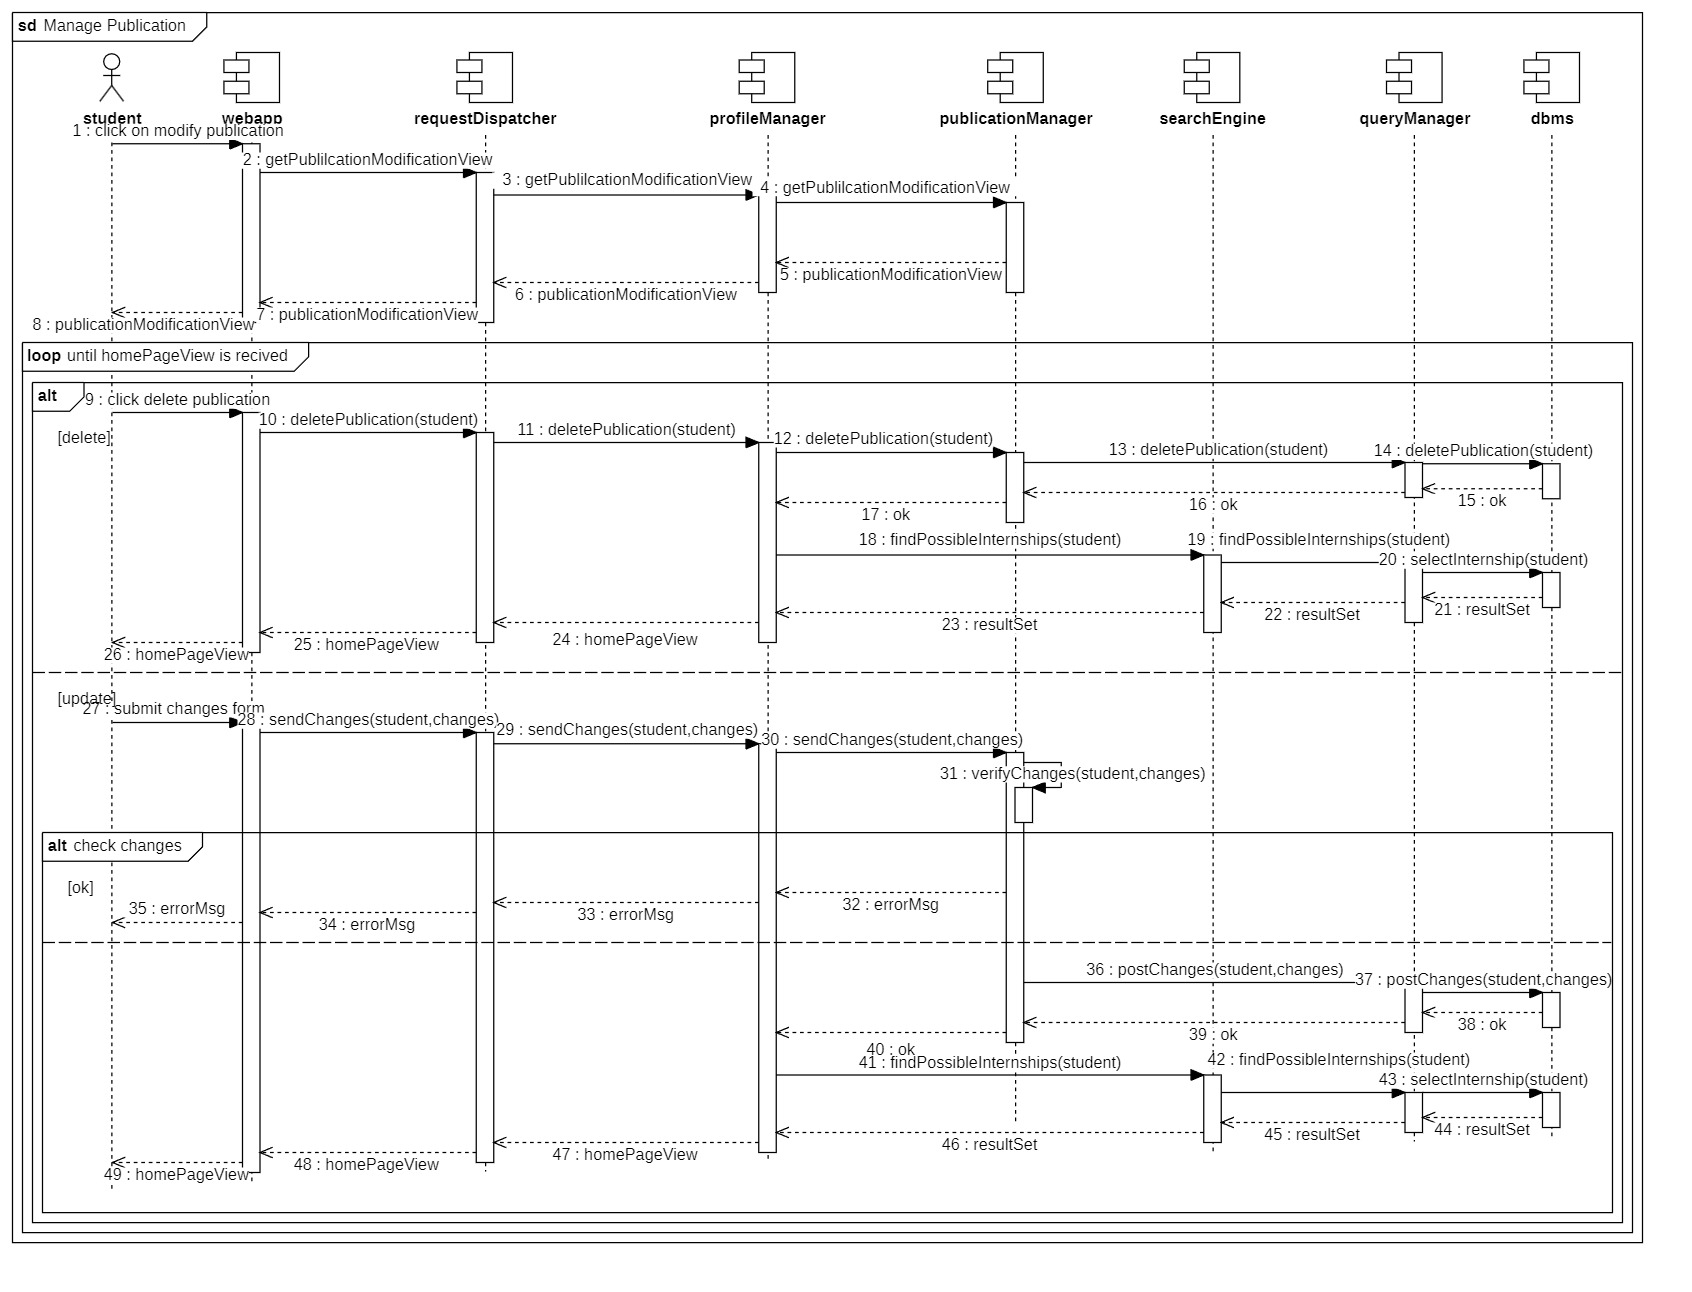 sd Manage Publication
student
webapp
requestDispatcher
profileManager
publicationManager
searchEngine
queryManager
dbms
1 : click on modify publication
2 : getPublilcationModificationView
3 : getPublilcationModificationView
4 : getPublilcationModificationView
5 : publicationModificationView
6 : publicationModificationView
7 : publicationModificationView
8 : publicationModificationView
loop until homePageView is recived
alt
9 : click delete publication
[delete]
10 : deletePublication(student)
11 : deletePublication(student)
12 : deletePublication(student)
13 : deletePublication(student)
14 : deletePublication(student)
15 : ok
16 : ok
17 : ok
18 : findPossibleInternships(student)
19 : findPossibleInternships(student)
20 : selectInternship(student)
21 : resultSet
22 : resultSet
23 : resultSet
24 : homePageView
25 : homePageView
26 : homePageView
[update]
27 : submit changes form
28 : sendChanges(student,changes)
29 : sendChanges(student,changes)
30 : sendChanges(student,changes)
31 : verifyChanges(student,changes)
alt check changes
[ok]
32 : errorMsg
33 : errorMsg
34 : errorMsg
35 : errorMsg
36 : postChanges(student,changes)
37 : postChanges(student,changes)
38 : ok
39 : ok
40 : ok
41 : findPossibleInternships(student)
42 : findPossibleInternships(student)
43 : selectInternship(student)
44 : resultSet
45 : resultSet
46 : resultSet
47 : homePageView
48 : homePageView
49 : homePageView